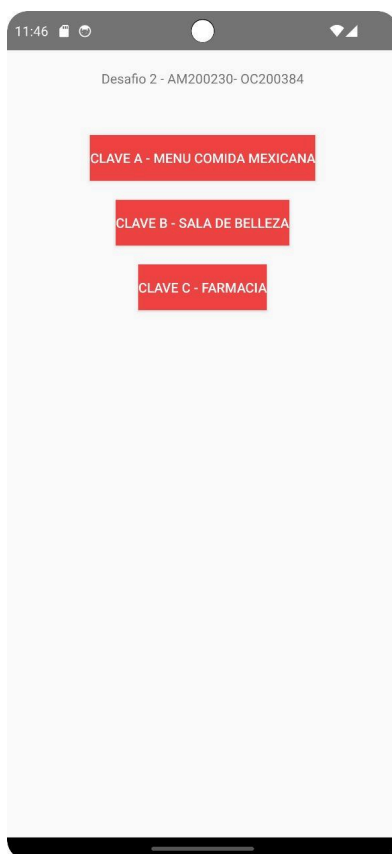 11:46
Desafio 2 - AM200230- OC200384
CLAVE A - MENU COMIDA MEXICANA
CLAVE B - SALA DE BELLEZA
CLAVE C - FARMACIA